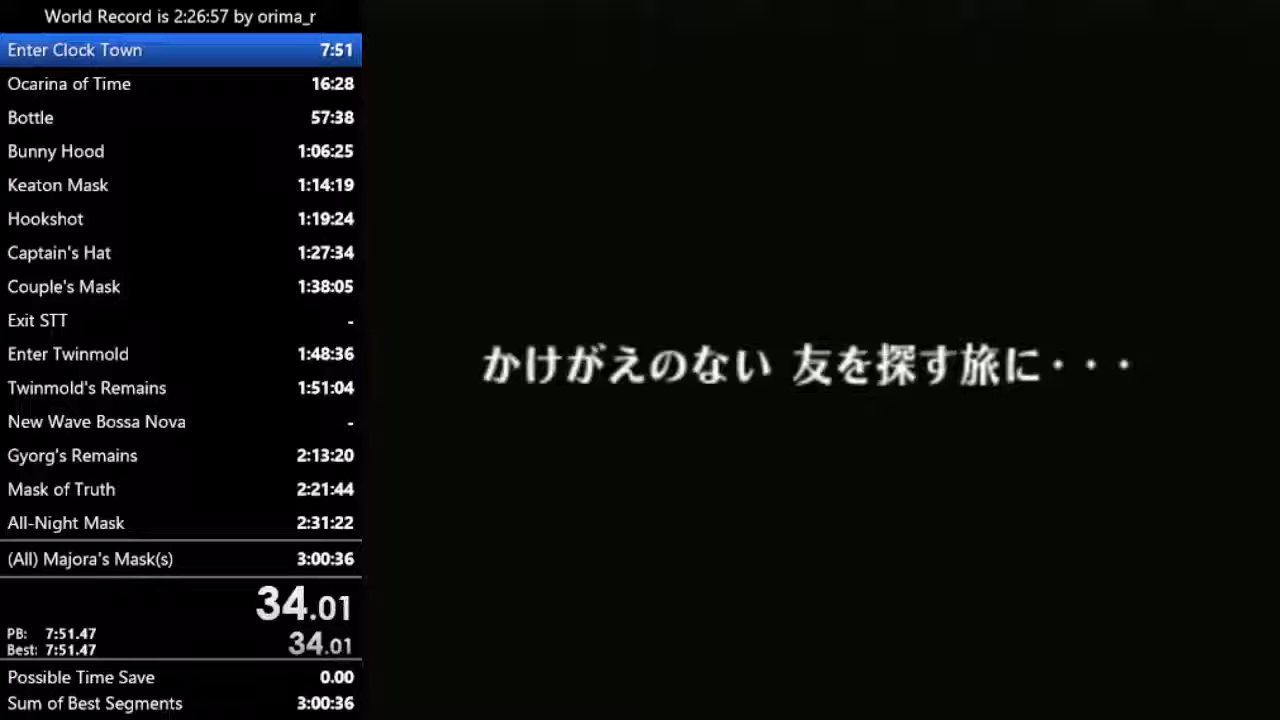 World Record is 2:26:57 by orima_r
Enter Clock Town 7:51
Ocarina of Time 16:28
Bottle 57:38
Bunny Hood 1:06:25
Keaton Mask 1:14:19
Hookshot 1:19:24
Captain's Hat 1:27:34
Couple's Mask 1:38:05
Exit STT -
Enter Twinmold 1:48:36
Twinmold's Remains 1:51:04
New Wave Bossa Nova -
Gyorg's Remains 2:13:20
Mask of Truth 2:21:44
All-Night Mask 2:31:22
(All) Majora's Mask(s) 3:00:36
34.01
PB: 7:51.47
Best: 7:51.47 34.01
Possible Time Save 0.00
Sum of Best Segments 3:00:36
かけがえのない 友を探す旅に・・・